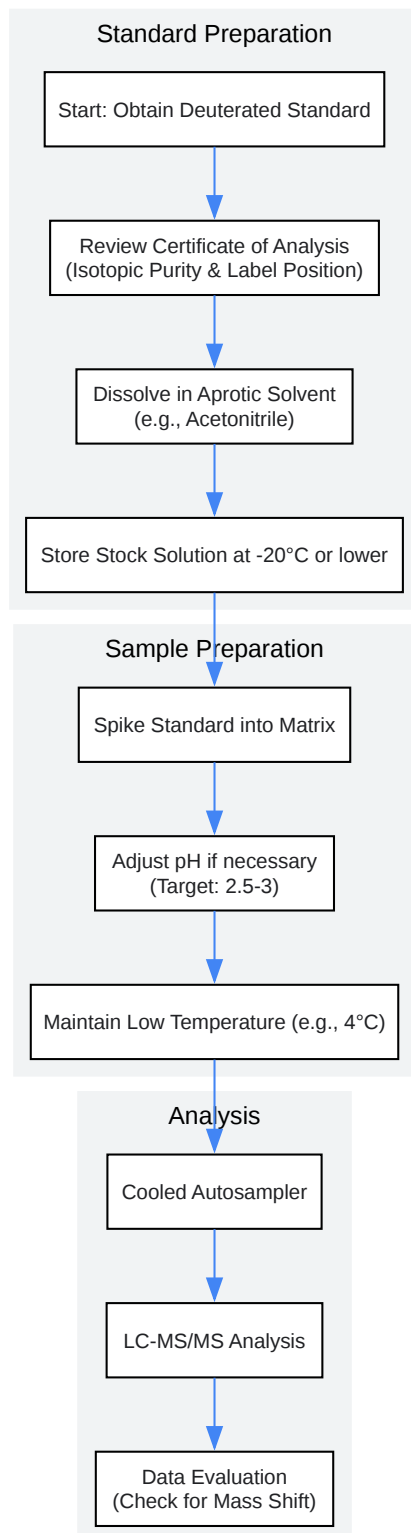 Standard Preparation
Start: Obtain Deuterated Standard
Review Certificate of Analysis
(Isotopic Purity & Label Position)
Dissolve in Aprotic Solvent
(e.g., Acetonitrile)
Store Stock Solution at -20°C or lower
Sample Preparation
Spike Standard into Matrix
Adjust pH if necessary
(Target: 2.5-3)
Maintain Low Temperature (e.g., 4°C)
Analysis
Cooled Autosampler
LC-MS/MS Analysis
Data Evaluation
(Check for Mass Shift)